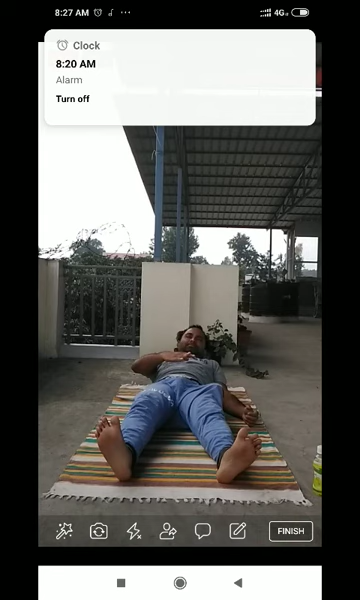 8:27 AM
4G
Clock
8:20 AM
Alarm
Turn off
FINISH